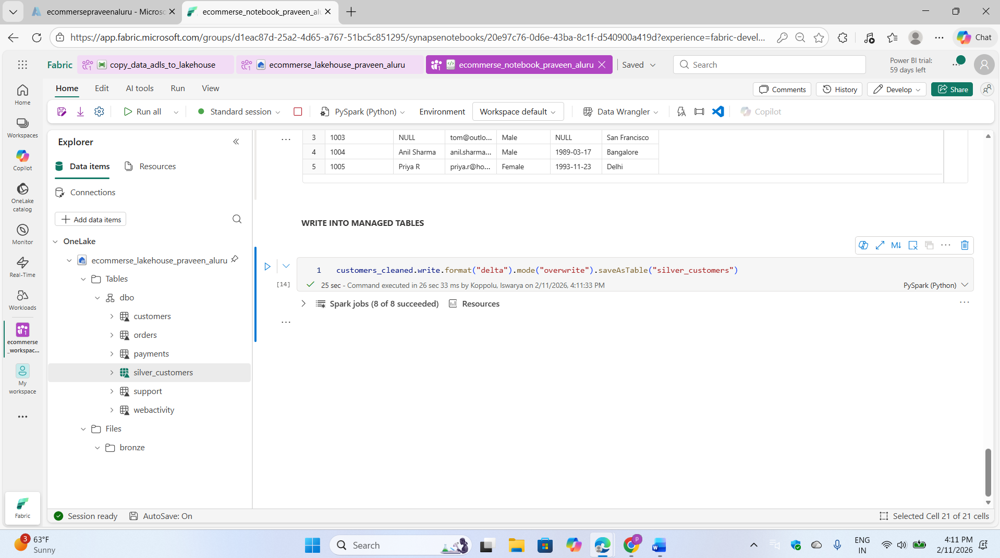 ecommersepraveenaluru - Microsc
ecommerse_notebook_praveen_alu
https://app.fabric.microsoft.com/groups/d1eac87d-25a2-4d65-a767-51bc5c851295/synapsenotebooks/20e97c76-0d6e-43ba-8c1f-d540900a419d?experience=fabric-devel...
Chat
Fabric
copy_data_adls_to_lakehouse
ecommerse_lakehouse_praveen_aluru
ecommerse_notebook_praveen_aluru
Saved
Search
Power BI trial:
59 days left
Home
Edit
AI tools
Run
View
Comments
History
Develop
Share
Run all
Standard session
PySpark (Python)
Environment
Workspace default
Data Wrangler
Copilot
Home
Workspaces
Copilot
OneLake
catalog
Monitor
Real-Time
Workloads
ecommerse
_workspac...
My
workspace
Fabric
Explorer
Data items
Resources
Connections
Add data items
OneLake
ecommerse_lakehouse_praveen_aluru
Tables
dbo
customers
orders
payments
silver_customers
support
webactivity
Files
bronze
3 1003 NULL tom@outlo... Male NULL San Francisco
4 1004 Anil Sharma anil.sharma... Male 1989-03-17 Bangalore
5 1005 Priya R priya.r@ho... Female 1993-11-23 Delhi
WRITE INTO MANAGED TABLES
M↓
1 customers_cleaned.write.format("delta").mode("overwrite").saveAsTable("silver_customers")
[14]
25 sec - Command executed in 26 sec 33 ms by Koppolu, Iswarya on 2/11/2026, 4:11:33 PM
PySpark (Python)
Spark jobs (8 of 8 succeeded)
Resources
Session ready
AutoSave: On
Selected Cell 21 of 21 cells
3
63°F
Sunny
Search
P
ENG
IN
4:11 PM
2/11/2026